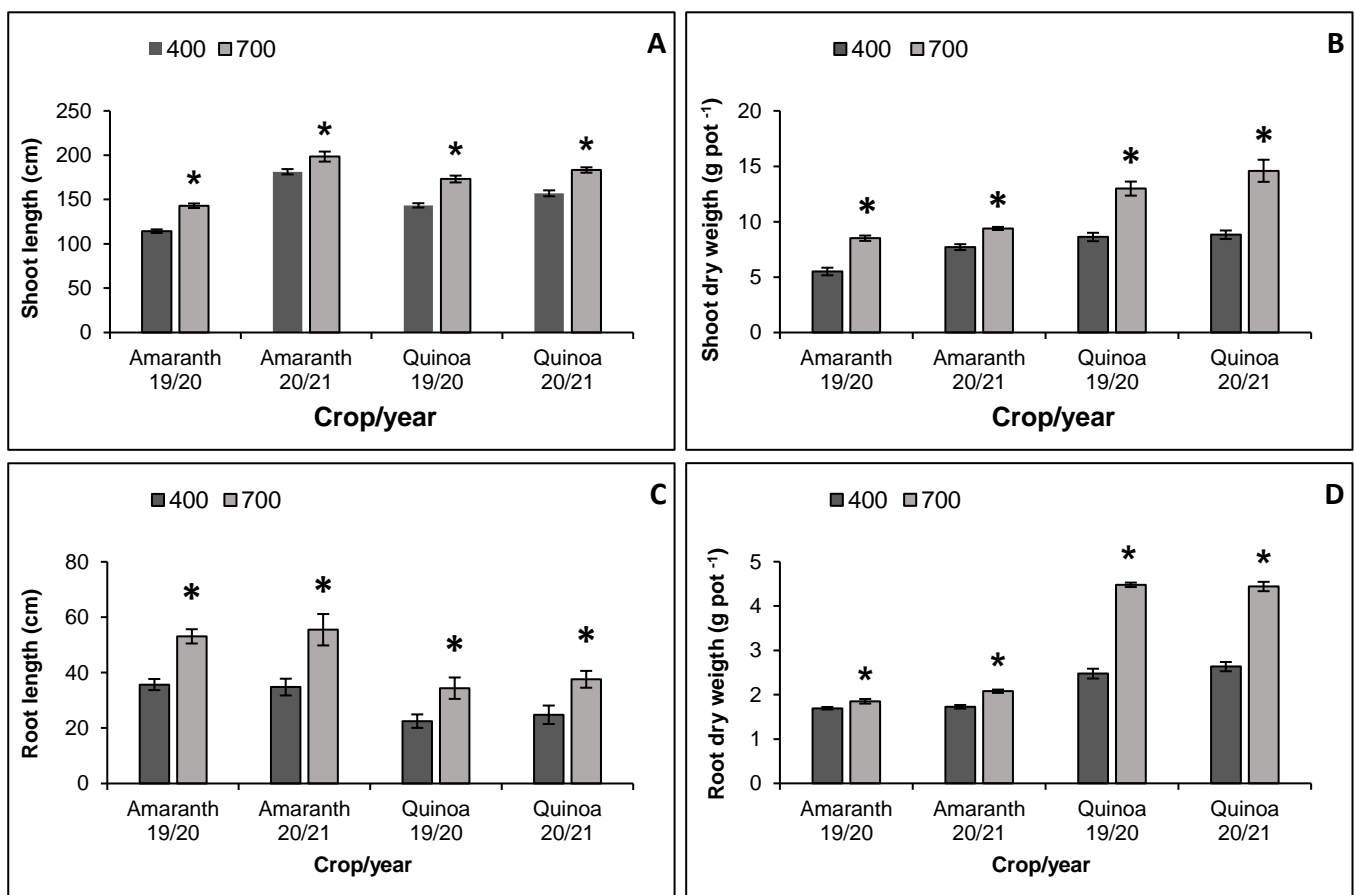 400 700
A
Shoot length (cm)
250
200
150
100
50
0
* * * *
Amaranth Amaranth Quinoa Quinoa
19/20 20/21 19/20 20/21
Crop/year
400 700
B
Shoot dry weigth (g pot -1)
20
15
10
5
0
* * * *
Amaranth Amaranth Quinoa Quinoa
19/20 20/21 19/20 20/21
Crop/year
400 700
C
Root length (cm)
80
60
40
20
0
* * * *
Amaranth Amaranth Quinoa Quinoa
19/20 20/21 19/20 20/21
Crop/year
400 700
D
Root dry weigth (g pot -1)
5
4
3
2
1
0
* * * *
Amaranth Amaranth Quinoa Quinoa
19/20 20/21 19/20 20/21
Crop/year